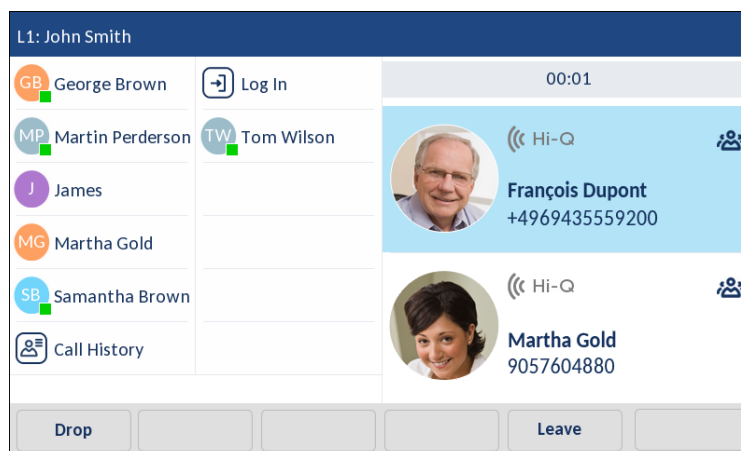 L1: John Smith
GB George Brown
Log In
MP Martin Perderson
TW Tom Wilson
J James
MG Martha Gold
SB Samantha Brown
Call History
00:01
Hi-Q
François Dupont
+4969435559200
Hi-Q
Martha Gold
9057604880
Drop
Leave